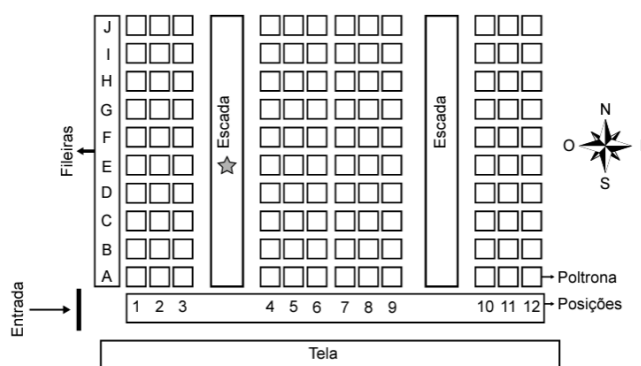 J
I
H
G
F
E
D
C
B
A
Fileiras
Escada
Escada
N
O
S
Poltrona
Entrada
1 2 3 4 5 6 7 8 9 10 11 12
Posições
Tela